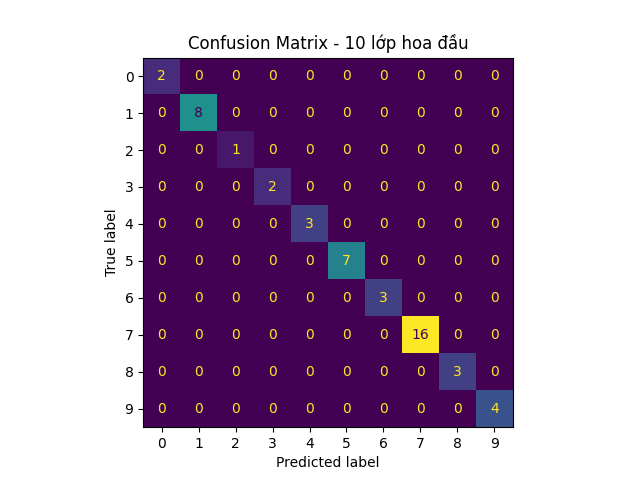 Confusion Matrix - 10 lớp hoa đầu
True label
0 2 0 0 0 0 0 0 0 0 0
1 0 8 0 0 0 0 0 0 0 0
2 0 0 1 0 0 0 0 0 0 0
3 0 0 0 2 0 0 0 0 0 0
4 0 0 0 0 3 0 0 0 0 0
5 0 0 0 0 0 7 0 0 0 0
6 0 0 0 0 0 0 3 0 0 0
7 0 0 0 0 0 0 0 16 0 0
8 0 0 0 0 0 0 0 0 3 0
9 0 0 0 0 0 0 0 0 0 4
0 1 2 3 4 5 6 7 8 9
Predicted label